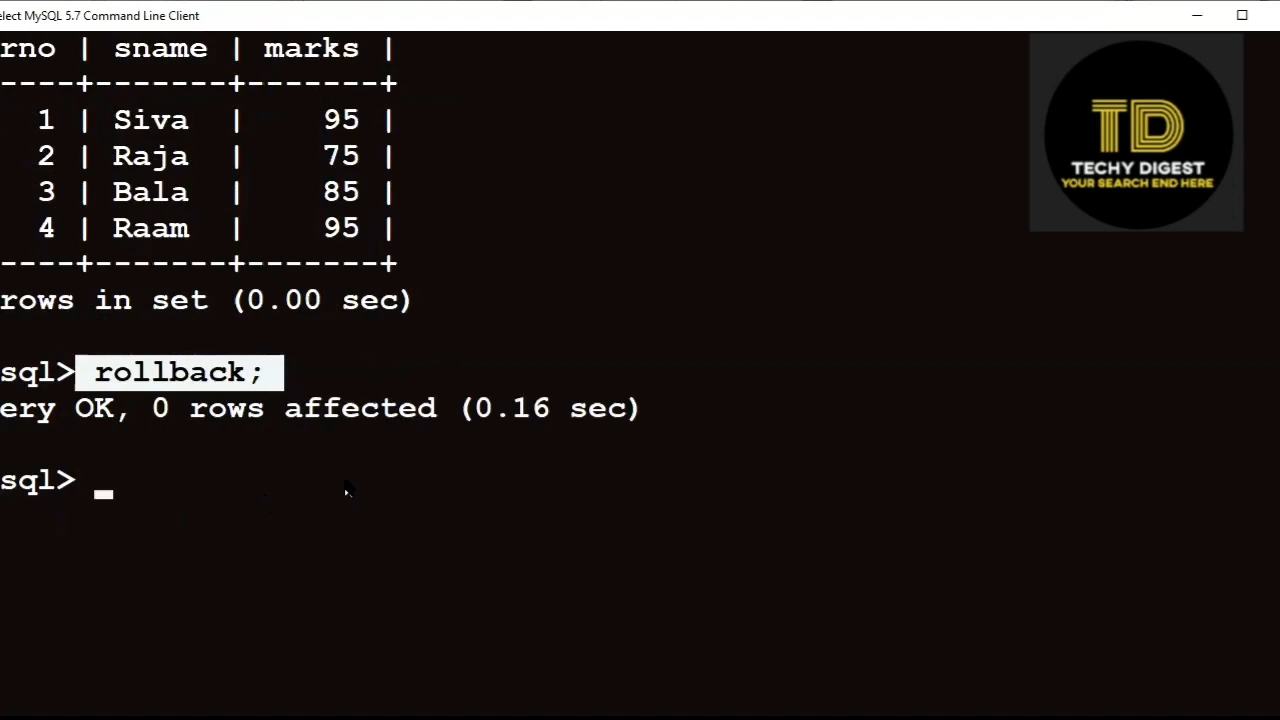 elect MySQL 5.7 Command Line Client
rno | sname | marks |
----+-------+-------+
1 | Siva | 95 |
2 | Raja | 75 |
3 | Bala | 85 |
4 | Raam | 95 |
----+-------+-------+
rows in set (0.00 sec)
sql> rollback;
ery OK, 0 rows affected (0.16 sec)
sql> _
TD
TECHY DIGEST
YOUR SEARCH END HERE